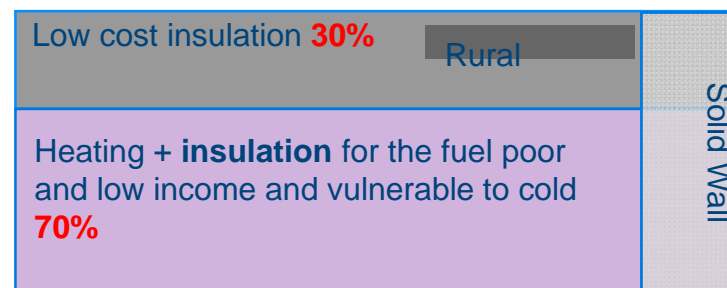 Low cost insulation 30%
Rural
Heating + insulation for the fuel poor
and low income and vulnerable to cold
70%
Solid Wall